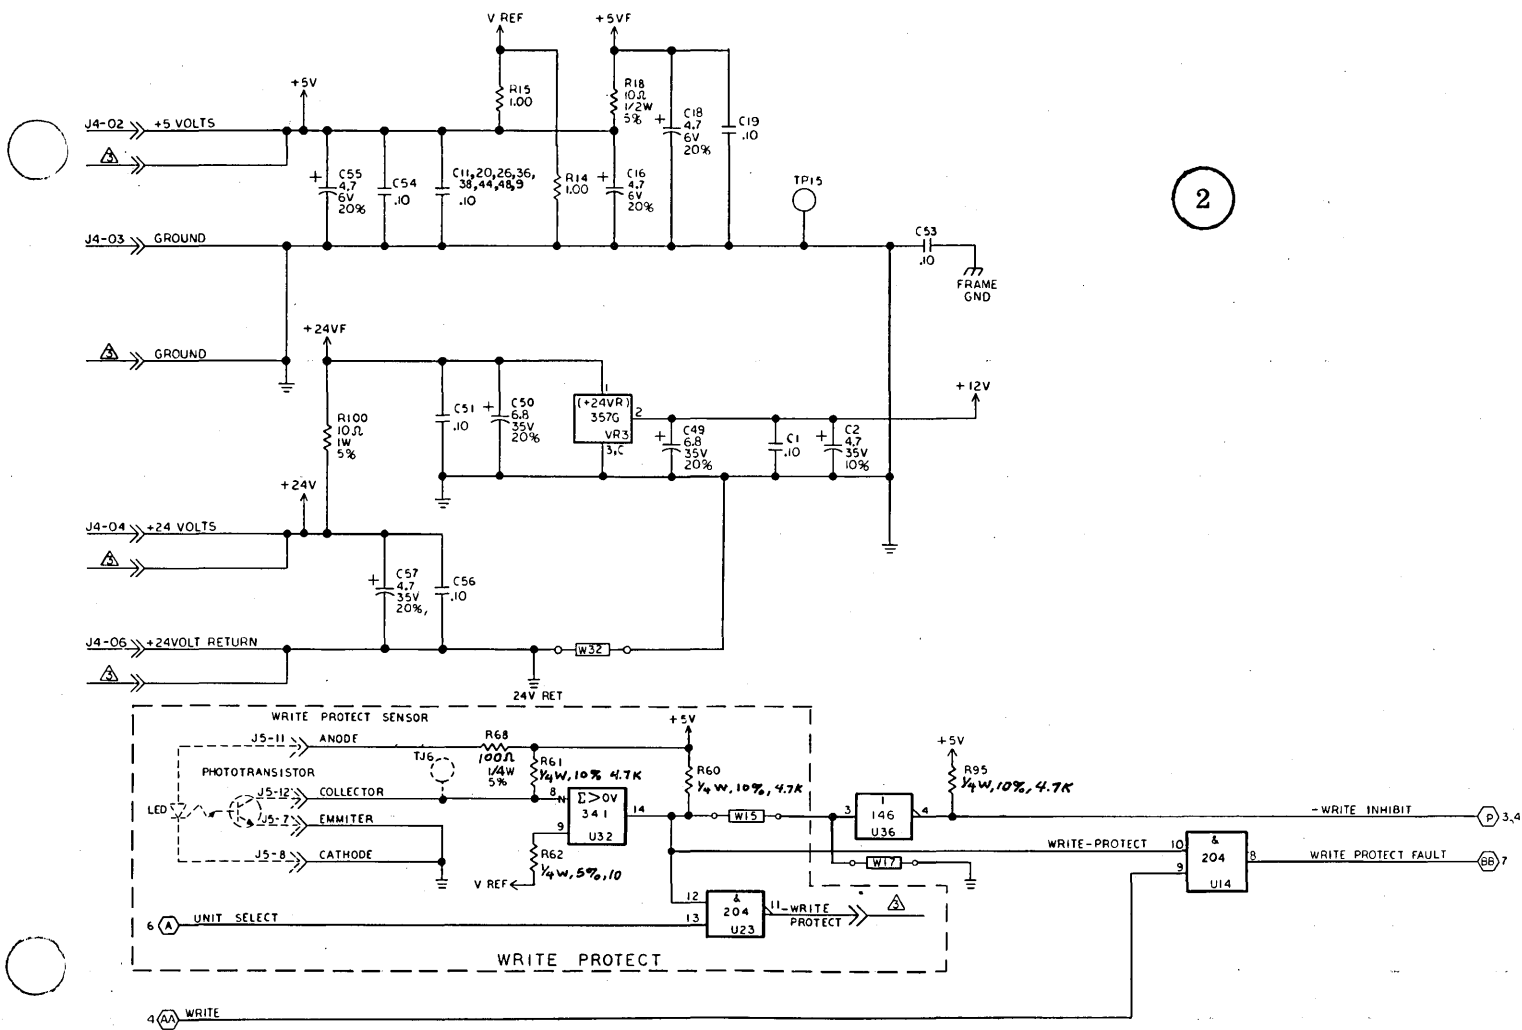 V REF
+5VF
+5V
R15
1.00
R18
10Ω
1/2W
5%
+
C18
4.7
6V
20%
C19
.10
J4-02
+5 VOLTS
3
+
C55
4.7
6V
20%
C54
.10
C11,20,26,36,
38,44,48,9
.10
R14
1.00
+
C16
4.7
6V
20%
TP15
2
J4-03
GROUND
C53
.10
FRAME
GND
+24VF
3
GROUND
R100
10Ω
1W
5%
C51
.10
+
C50
6.8
35V
20%
1
(+24VR)
357G
VR3
2
3,C
+
C49
6.8
35V
20%
C1
.10
+
C2
4.7
35V
10%
+12V
+24V
J4-04
+24 VOLTS
3
+
C57
4.7
35V
20%,
C56
.10
J4-06
+24VOLT RETURN
3
W32
24V RET
WRITE PROTECT SENSOR
J5-11
ANODE
R68
100Ω
1/4W
5%
TJ6
R61
1/4W, 10% 4.7K
+5V
R60
1/4W, 10%, 4.7K
PHOTOTRANSISTOR
LED
J5-12
COLLECTOR
J5-7
EMMITER
J5-8
CATHODE
8
N
Σ>0V
341
U32
14
9
R62
1/4W, 5%, 10
V REF
W15
3
1
146
U36
4
+5V
R95
1/4W, 10%, 4.7K
-WRITE INHIBIT
P
3,4
W17
WRITE-PROTECT
10
&
204
U14
8
9
WRITE PROTECT FAULT
BB
7
12
&
204
U23
11
13
-WRITE
PROTECT
3
6
A
UNIT SELECT
WRITE PROTECT
4
AA
WRITE